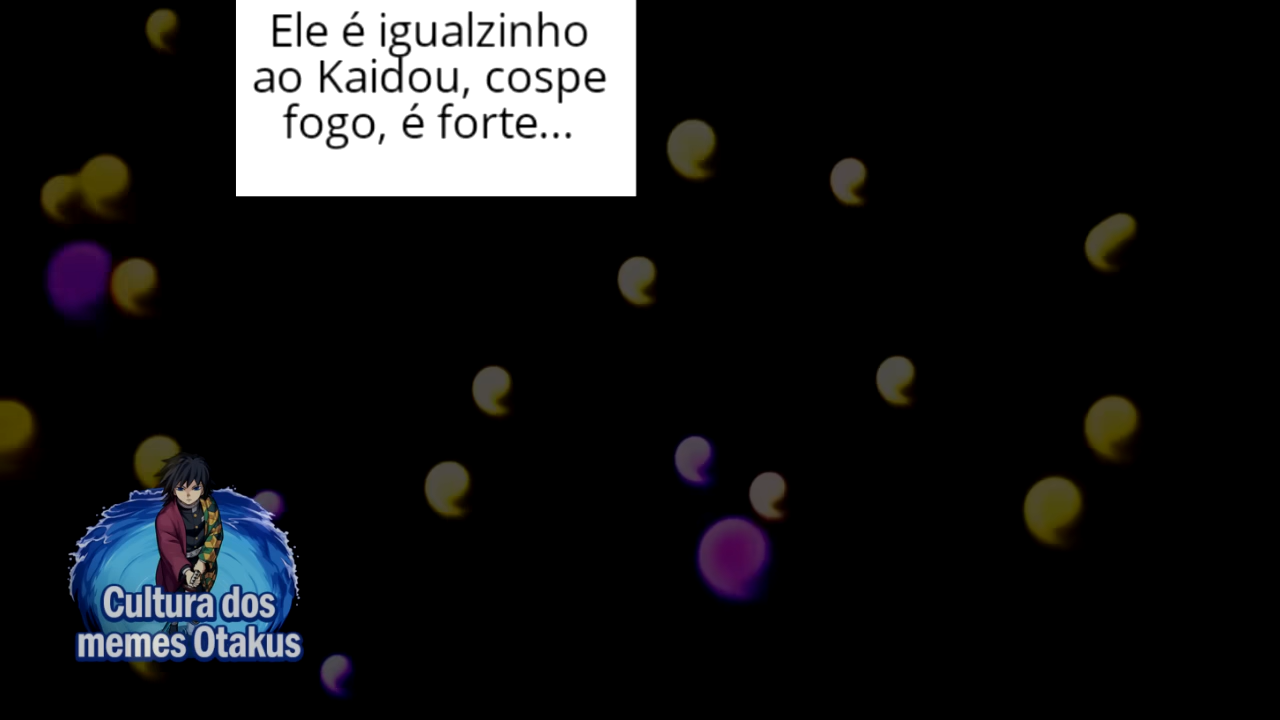 Ele é igualzinho
ao Kaidou, cospe
fogo, é forte...
Cultura dos
memes Otakus